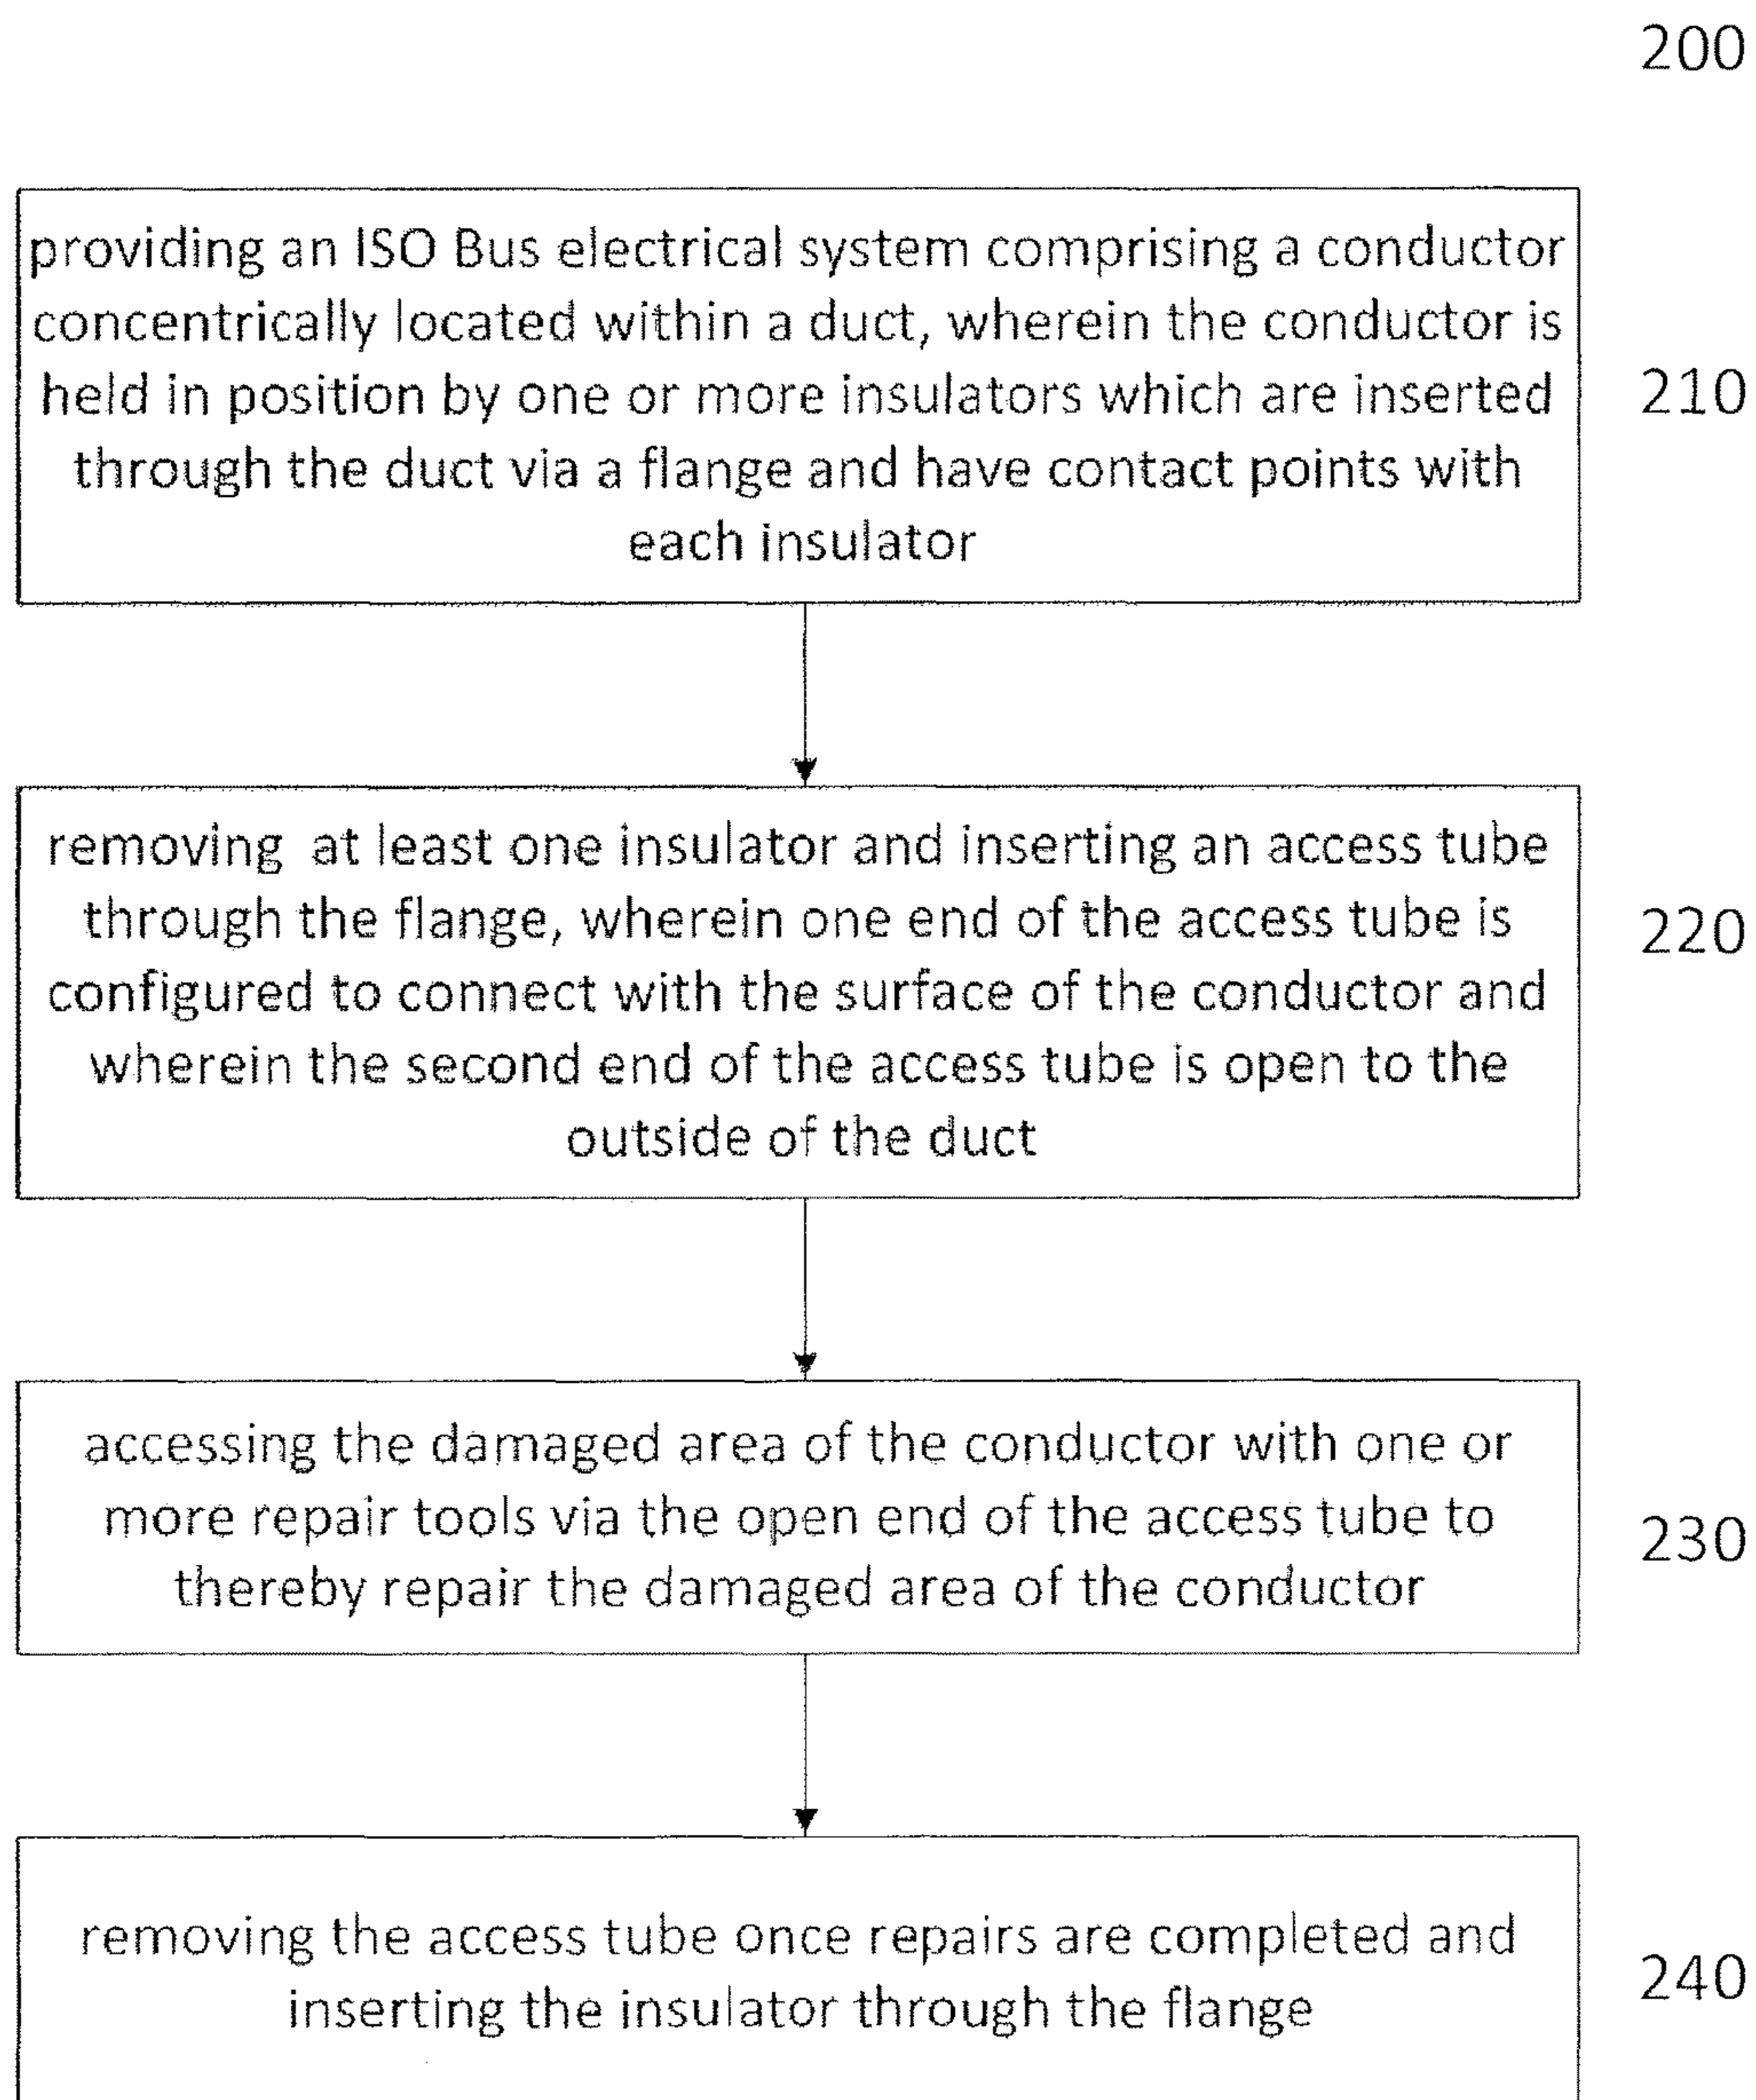 200
providing an ISO Bus electrical system comprising a conductor
concentrically located within a duct, wherein the conductor is
held in position by one or more insulators which are inserted
through the duct via a flange and have contact points with
each insulator
210
removing at least one insulator and inserting an access tube
through the flange, wherein one end of the access tube is
configured to connect with the surface of the conductor and
wherein the second end of the access tube is open to the
outside of the duct
220
accessing the damaged area of the conductor with one or
more repair tools via the open end of the access tube to
thereby repair the damaged area of the conductor
230
removing the access tube once repairs are completed and
inserting the insulator through the flange
240